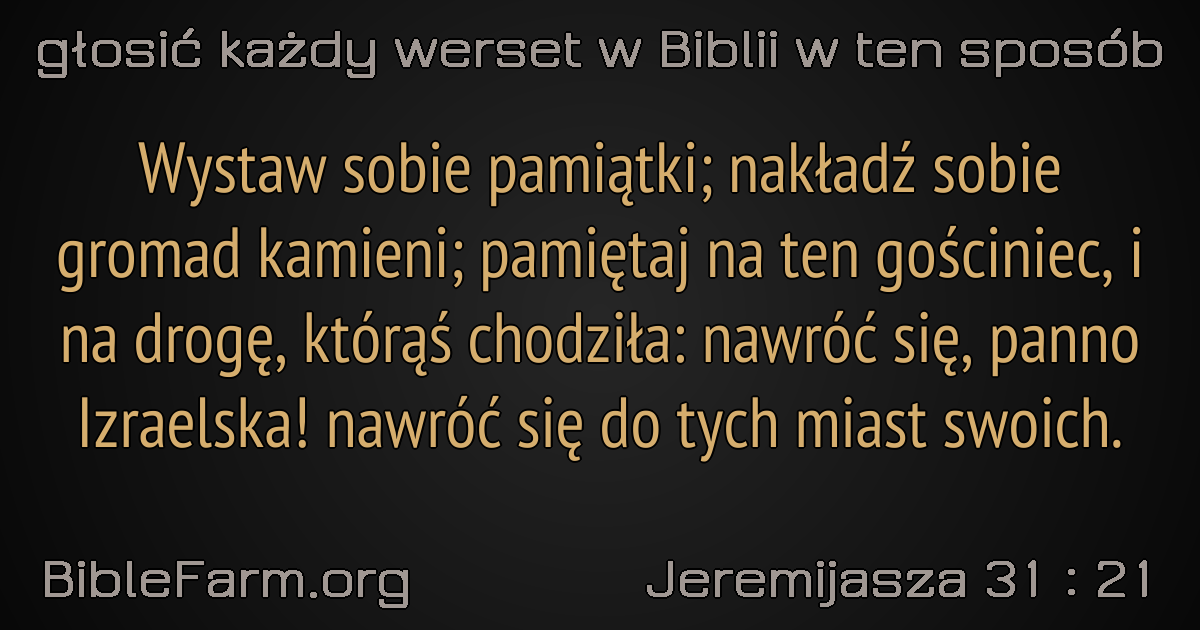 głosić każdy werset w Biblii w ten sposób
Wystaw sobie pamiątki; nakładź sobie
gromad kamieni; pamiętaj na ten gościniec, i
na drogę, którąś chodziła: nawróć się, panno
Izraelska! nawróć się do tych miast swoich.
BibleFarm.org
Jeremijasza 31 : 21